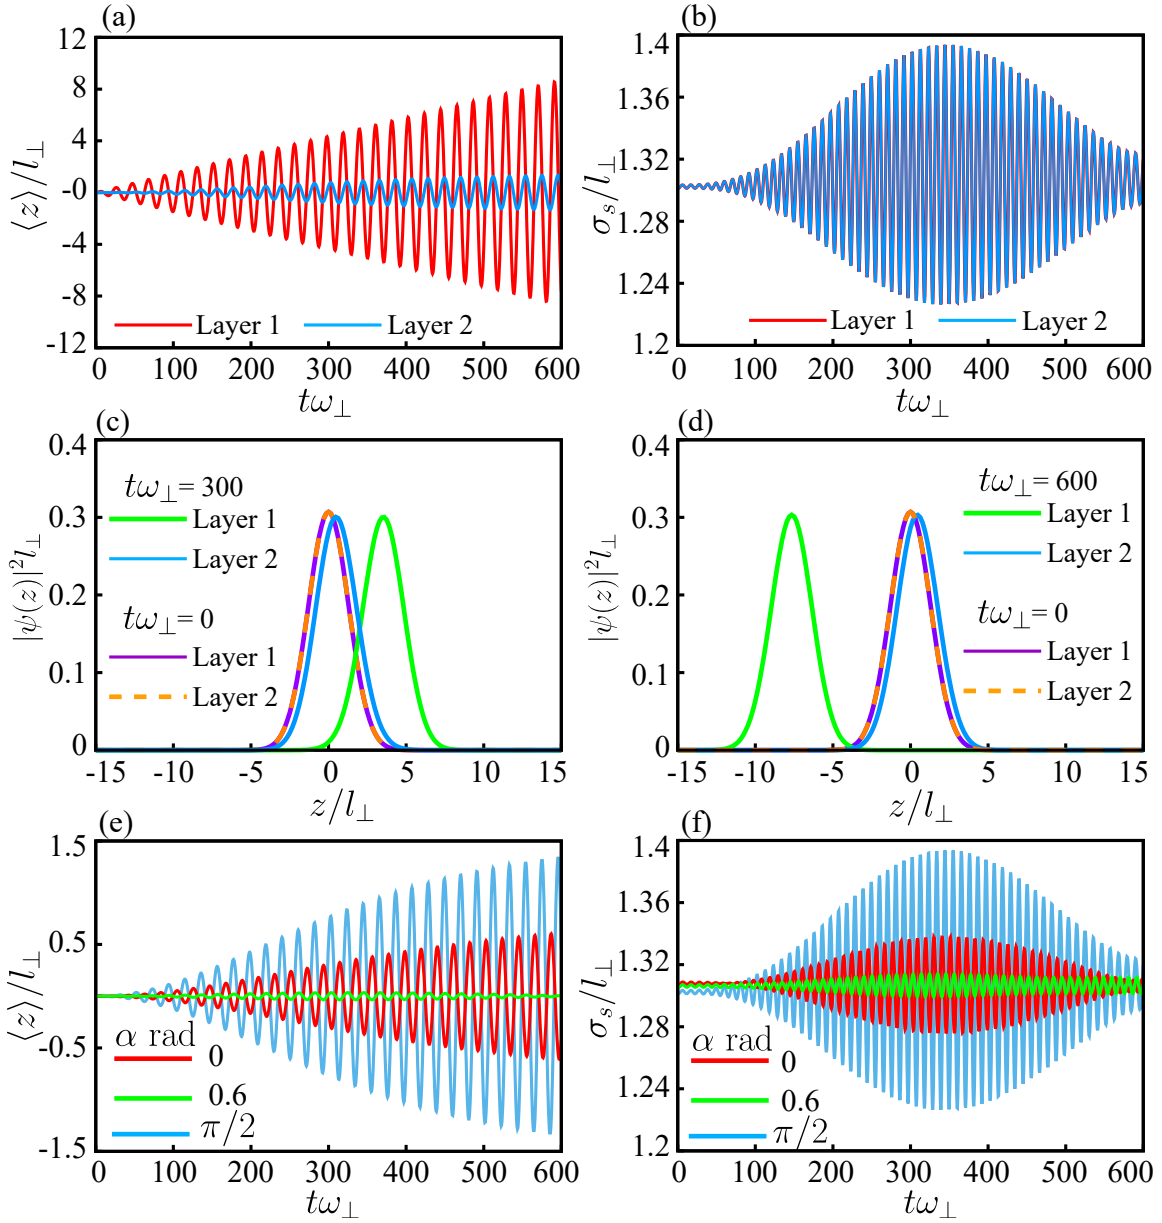 (a)
12
8
4
-0
-4
-8
-12
⟨z⟩/l⊥
Layer 1
Layer 2
0 100 200 300 400 500 600
tω⊥
(b)
1.4
1.36
1.32
1.28
1.24
1.2
σs/l⊥
Layer 1
Layer 2
0 100 200 300 400 500 600
tω⊥
(c)
0.4
0.3
0.2
0.1
0
|ψ(z)|²l⊥
tω⊥= 300
Layer 1
Layer 2
tω⊥= 0
Layer 1
Layer 2
-15 -10 -5 0 5 10 15
z/l⊥
(d)
0.4
0.3
0.2
0.1
0
|ψ(z)|²l⊥
tω⊥= 600
Layer 1
Layer 2
tω⊥= 0
Layer 1
Layer 2
-15 -10 -5 0 5 10 15
z/l⊥
(e)
1.5
0.5
-0.5
-1.5
⟨z⟩/l⊥
α rad
0
0.6
π/2
0 100 200 300 400 500 600
tω⊥
(f)
1.4
1.36
1.32
1.28
1.24
1.2
σs/l⊥
α rad
0
0.6
π/2
0 100 200 300 400 500 600
tω⊥